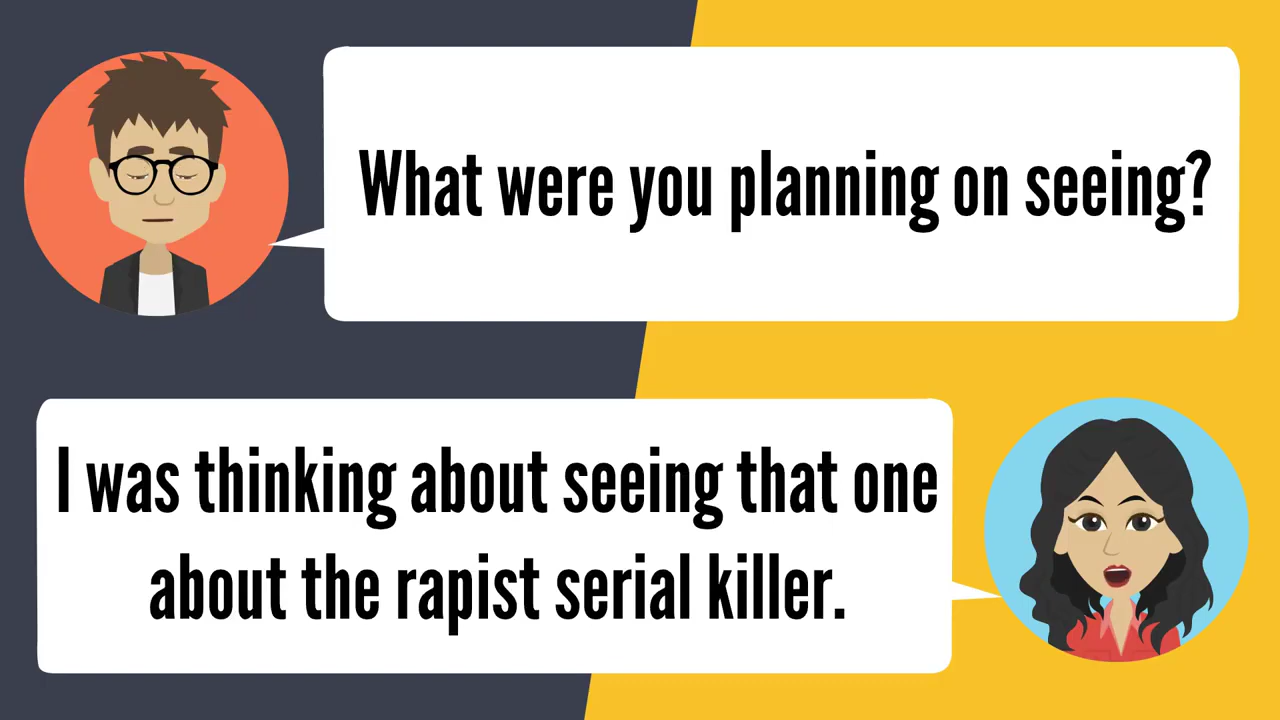 What were you planning on seeing?
I was thinking about seeing that one
about the rapist serial killer.